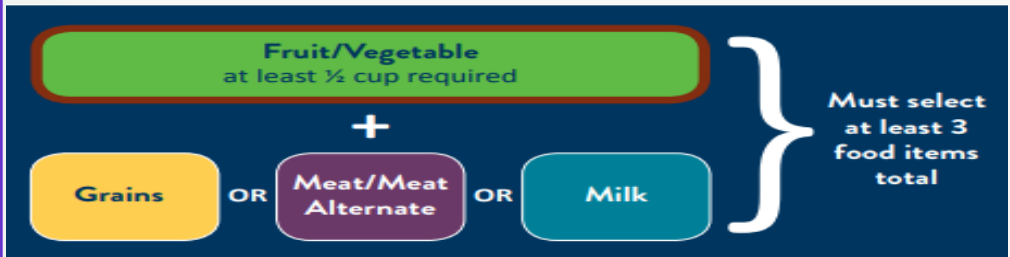 Fruit/Vegetable
at least ½ cup required
+
Grains OR Meat/Meat Alternate OR Milk
Must select
at least 3
food items
total